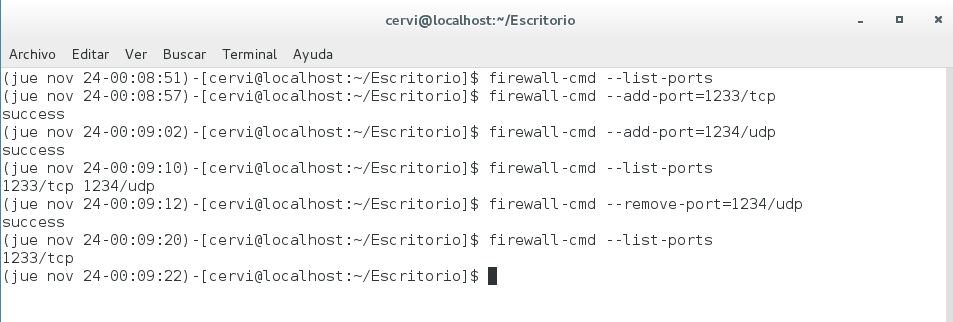 cervi@localhost:~/Escritorio
Archivo Editar Ver Buscar Terminal Ayuda
(jue nov 24-00:08:51)-[cervi@localhost:~/Escritorio]$ firewall-cmd --list-ports
(jue nov 24-00:08:57)-[cervi@localhost:~/Escritorio]$ firewall-cmd --add-port=1233/tcp
success
(jue nov 24-00:09:02)-[cervi@localhost:~/Escritorio]$ firewall-cmd --add-port=1234/udp
success
(jue nov 24-00:09:10)-[cervi@localhost:~/Escritorio]$ firewall-cmd --list-ports
1233/tcp 1234/udp
(jue nov 24-00:09:12)-[cervi@localhost:~/Escritorio]$ firewall-cmd --remove-port=1234/udp
success
(jue nov 24-00:09:20)-[cervi@localhost:~/Escritorio]$ firewall-cmd --list-ports
1233/tcp
(jue nov 24-00:09:22)-[cervi@localhost:~/Escritorio]$